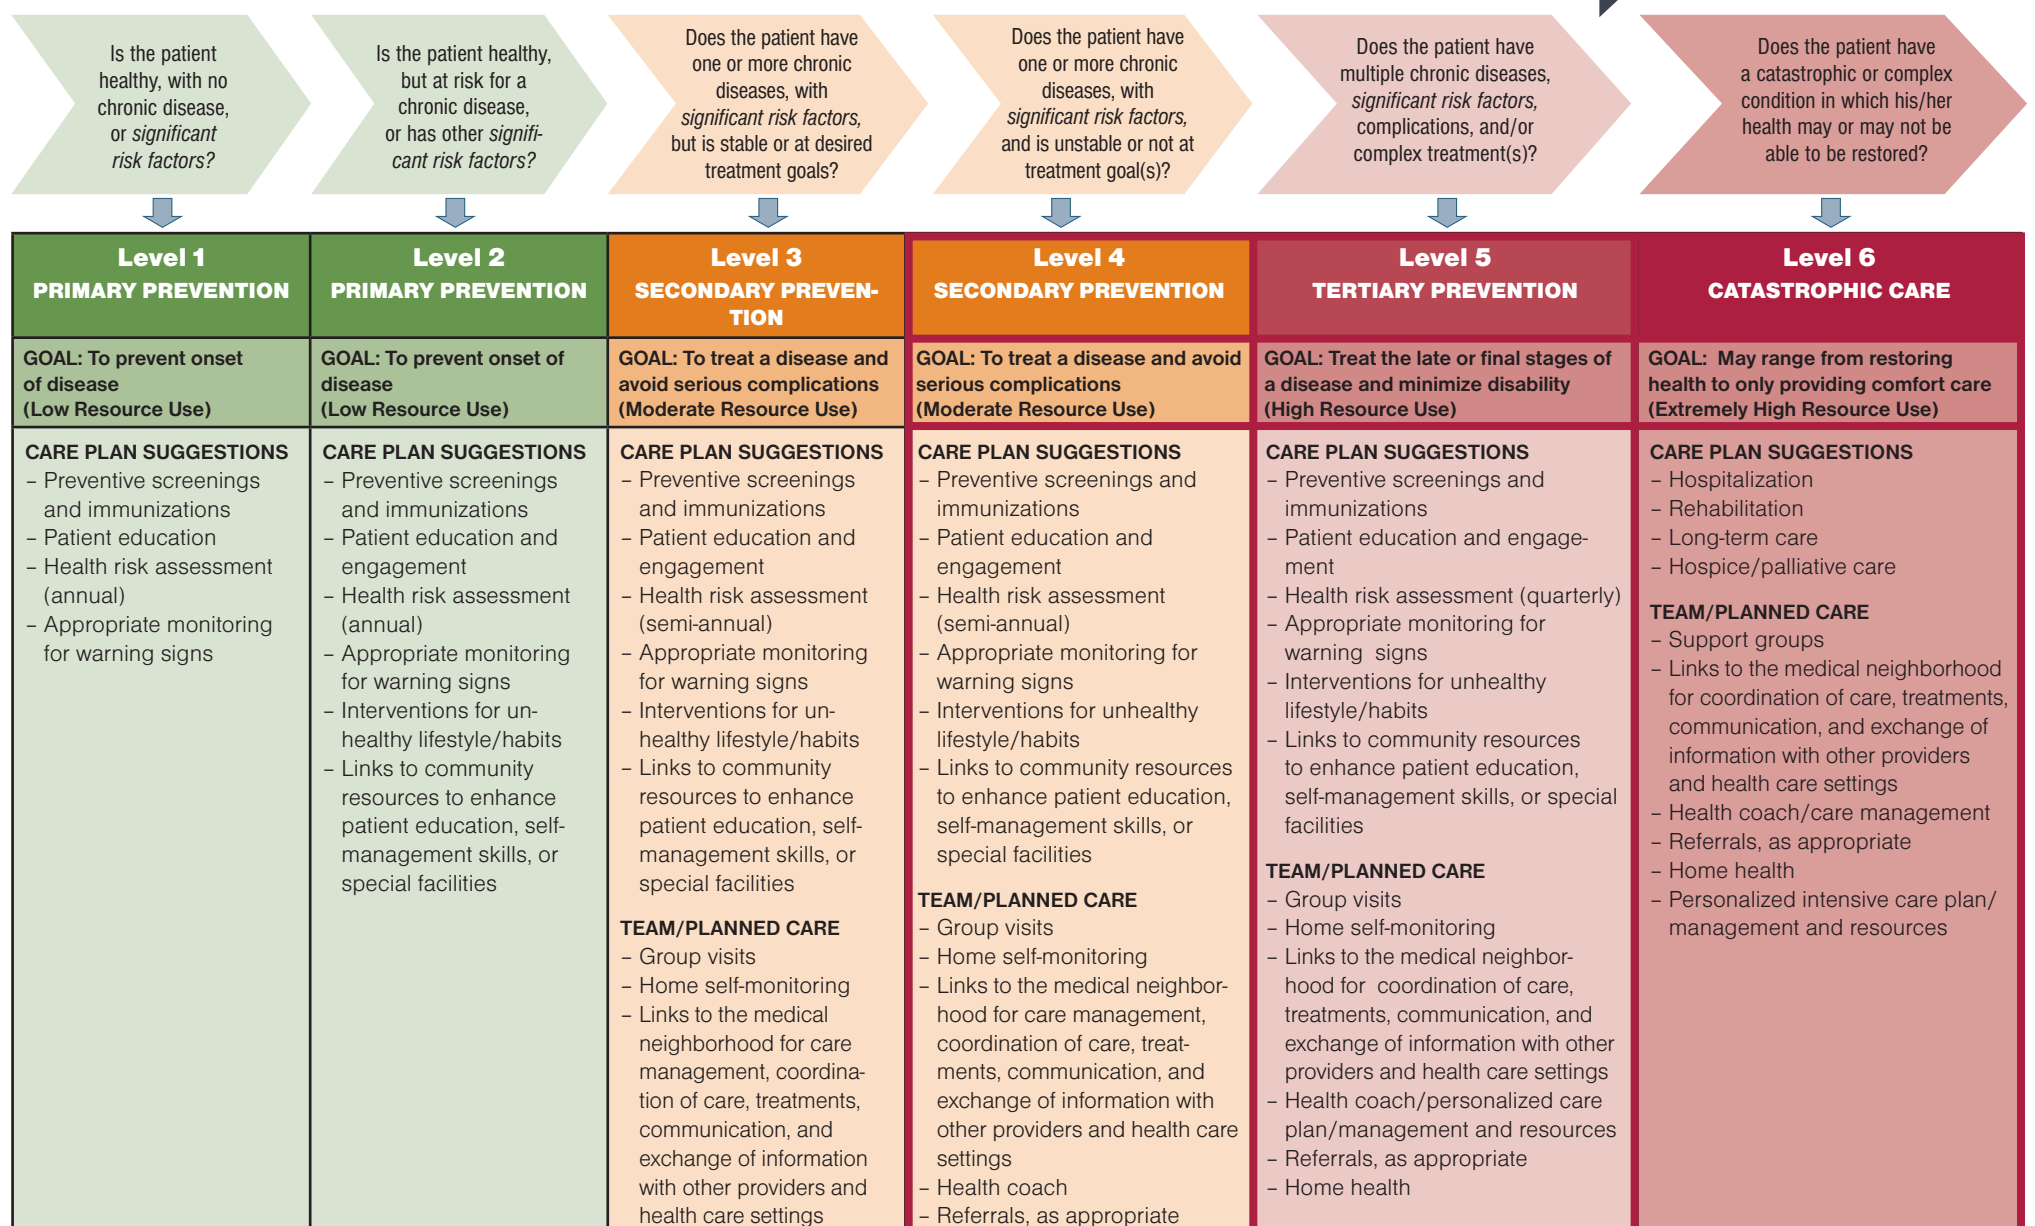 Is the patient
healthy, with no
chronic disease,
or significant
risk factors?
Is the patient healthy,
but at risk for a
chronic disease,
or has other signifi-
cant risk factors?
Does the patient have
one or more chronic
diseases, with
significant risk factors,
but is stable or at desired
treatment goals?
Does the patient have
one or more chronic
diseases, with
significant risk factors,
and is unstable or not at
treatment goal(s)?
Does the patient have
multiple chronic diseases,
significant risk factors,
complications, and/or
complex treatment(s)?
Does the patient have
a catastrophic or complex
condition in which his/her
health may or may not be
able to be restored?
Level 1
PRIMARY PREVENTION
GOAL: To prevent onset
of disease
(Low Resource Use)
CARE PLAN SUGGESTIONS
– Preventive screenings
and immunizations
– Patient education
– Health risk assessment
(annual)
– Appropriate monitoring
for warning signs
Level 2
PRIMARY PREVENTION
GOAL: To prevent onset of
disease
(Low Resource Use)
CARE PLAN SUGGESTIONS
– Preventive screenings
and immunizations
– Patient education and
engagement
– Health risk assessment
(annual)
– Appropriate monitoring
for warning signs
– Interventions for un-
healthy lifestyle/habits
– Links to community
resources to enhance
patient education, self-
management skills, or
special facilities
Level 3
SECONDARY PREVEN-
TION
GOAL: To treat a disease and
avoid serious complications
(Moderate Resource Use)
CARE PLAN SUGGESTIONS
– Preventive screenings
and immunizations
– Patient education and
engagement
– Health risk assessment
(semi-annual)
– Appropriate monitoring
for warning signs
– Interventions for un-
healthy lifestyle/habits
– Links to community
resources to enhance
patient education, self-
management skills, or
special facilities
TEAM/PLANNED CARE
– Group visits
– Home self-monitoring
– Links to the medical
neighborhood for care
management, coordina-
tion of care, treatments,
communication, and
exchange of information
with other providers and
health care settings
Level 4
SECONDARY PREVENTION
GOAL: To treat a disease and avoid
serious complications
(Moderate Resource Use)
CARE PLAN SUGGESTIONS
– Preventive screenings and
immunizations
– Patient education and
engagement
– Health risk assessment
(semi-annual)
– Appropriate monitoring for
warning signs
– Interventions for unhealthy
lifestyle/habits
– Links to community resources
to enhance patient education,
self-management skills, or
special facilities
TEAM/PLANNED CARE
– Group visits
– Home self-monitoring
– Links to the medical neighbor-
hood for care management,
coordination of care, treat-
ments, communication, and
exchange of information with
other providers and health care
settings
– Health coach
– Referrals, as appropriate
Level 5
TERTIARY PREVENTION
GOAL: Treat the late or final stages of
a disease and minimize disability
(High Resource Use)
CARE PLAN SUGGESTIONS
– Preventive screenings and
immunizations
– Patient education and engage-
ment
– Health risk assessment (quarterly)
– Appropriate monitoring for
warning signs
– Interventions for unhealthy
lifestyle/habits
– Links to community resources
to enhance patient education,
self-management skills, or special
facilities
TEAM/PLANNED CARE
– Group visits
– Home self-monitoring
– Links to the medical neighbor-
hood for coordination of care,
treatments, communication, and
exchange of information with other
providers and health care settings
– Health coach/personalized care
plan/management and resources
– Referrals, as appropriate
– Home health
Level 6
CATASTROPHIC CARE
GOAL: May range from restoring
health to only providing comfort care
(Extremely High Resource Use)
CARE PLAN SUGGESTIONS
– Hospitalization
– Rehabilitation
– Long-term care
– Hospice/palliative care
TEAM/PLANNED CARE
– Support groups
– Links to the medical neighborhood
for coordination of care, treatments,
communication, and exchange of
information with other providers
and health care settings
– Health coach/care management
– Referrals, as appropriate
– Home health
– Personalized intensive care plan/
management and resources